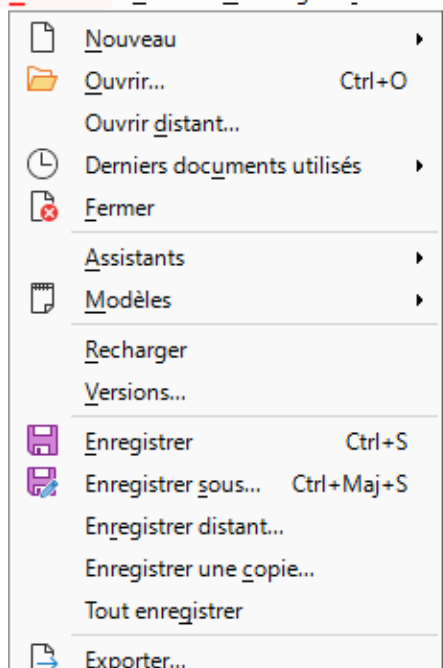 Nouveau
Ouvrir... Ctrl+O
Ouvrir distant...
Derniers documents utilisés
Fermer
Assistants
Modèles
Recharger
Versions...
Enregistrer Ctrl+S
Enregistrer sous... Ctrl+Maj+S
Enregistrer distant...
Enregistrer une copie...
Tout enregistrer
Exporter...